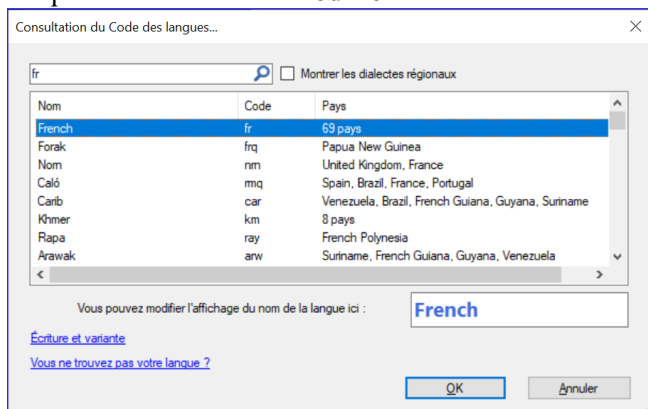 Consultation du Code des langues...
fr
Montrer les dialectes régionaux
Nom Code Pays
French fr 69 pays
Forak frq Papua New Guinea
Nom nrn United Kingdom, France
Caló rmq Spain, Brazil, France, Portugal
Carib car Venezuela, Brazil, French Guiana, Guyana, Suriname
Khmer km 8 pays
Rapa ray French Polynesia
Arawak arw Suriname, French Guiana, Guyana, Venezuela
Vous pouvez modifier l'affichage du nom de la langue ici :
French
Écriture et variante
Vous ne trouvez pas votre langue ?
OK Annuler